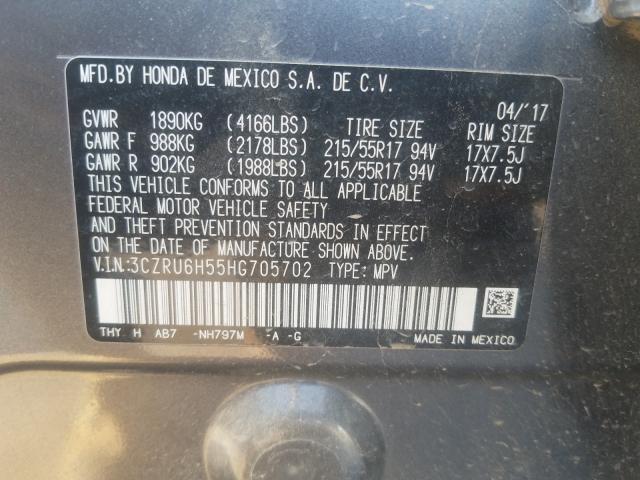 MFD.BY HONDA DE MEXICO S.A. DE C.V.
04/'17
GVWR 1890KG (4166LBS) TIRE SIZE RIM SIZE
GAWR F 988KG (2178LBS) 215/55R17 94V 17X7.5J
GAWR R 902KG (1988LBS) 215/55R17 94V 17X7.5J
THIS VEHICLE CONFORMS TO ALL APPLICABLE
FEDERAL MOTOR VEHICLE SAFETY
AND THEFT PREVENTION STANDARDS IN EFFECT
ON THE DATE OF MANUFACTURE SHOWN ABOVE.
V.I.N.:3CZRU6H55HG705702 TYPE: MPV
THY H AB7 -NH797M -A -G MADE IN MEXICO